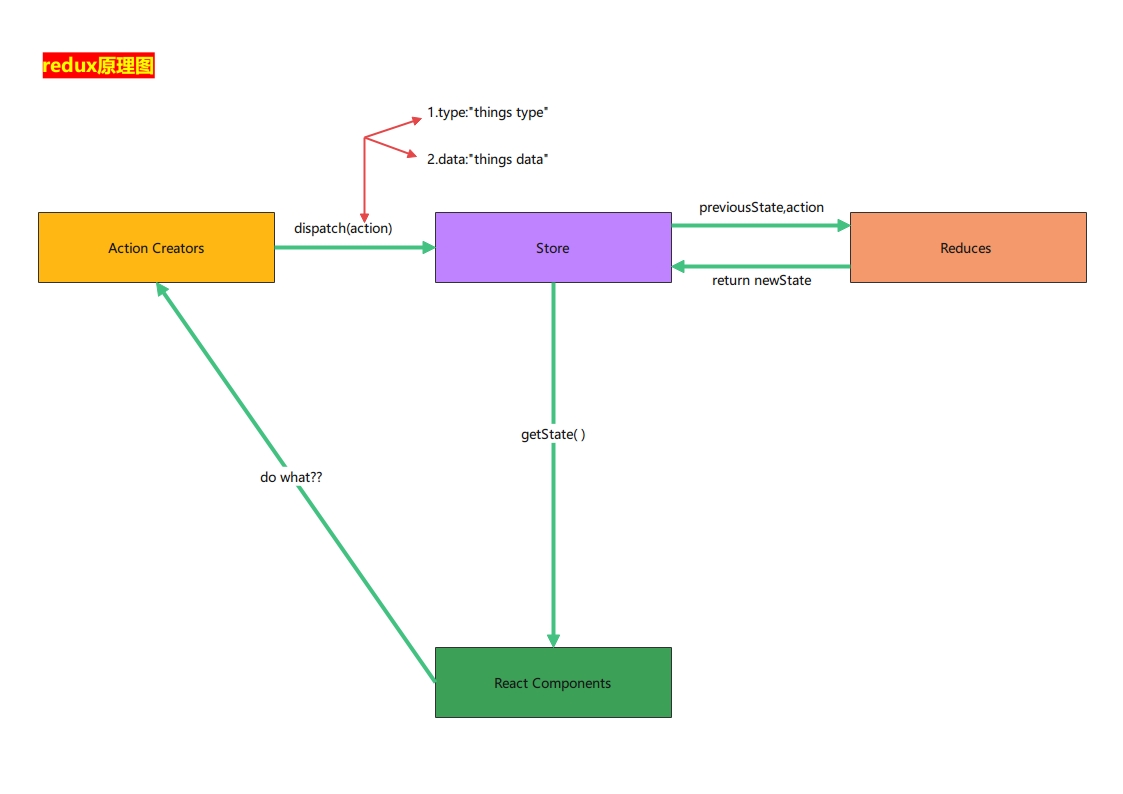 redux原理图
1.type:"things type"
2.data:"things data"
dispatch(action)
previousState,action
Action Creators
Store
Reduces
return newState
getState( )
do what??
React Components